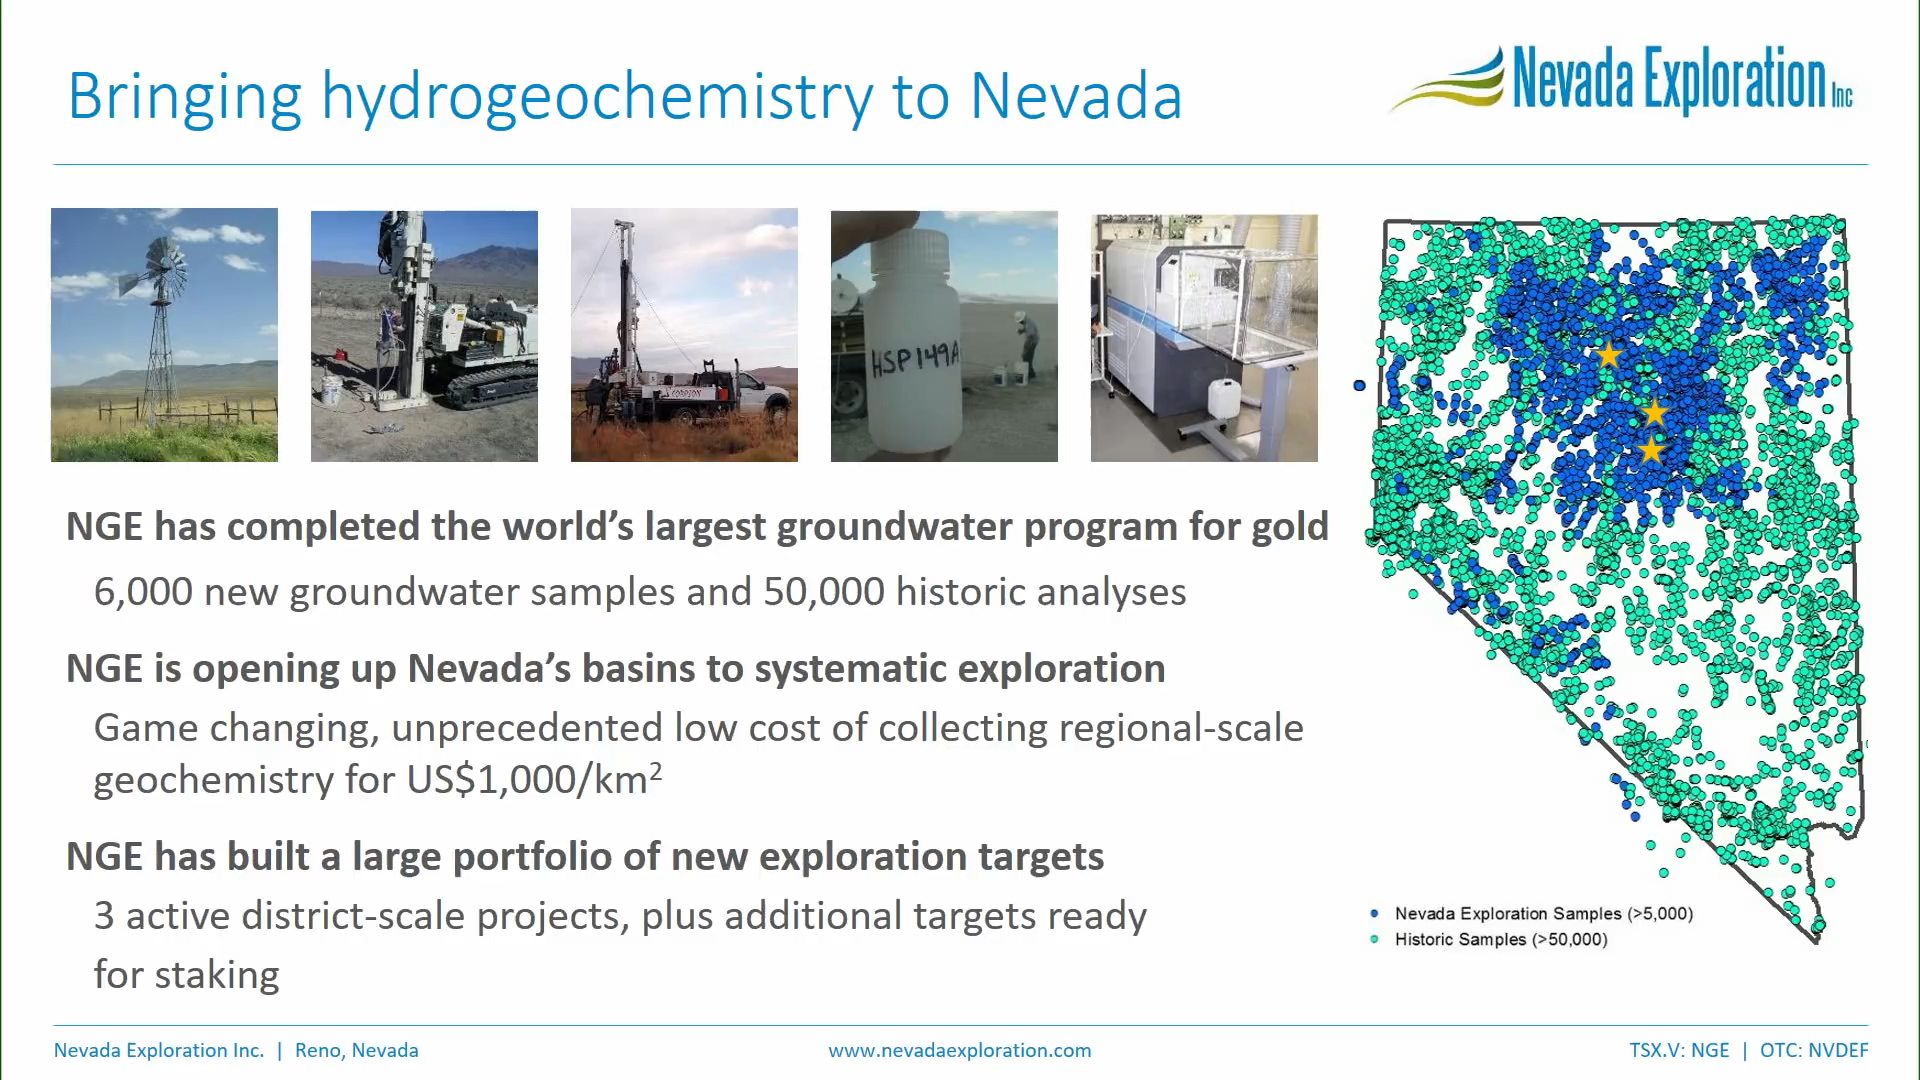 Bringing hydrogeochemistry to Nevada
Nevada Exploration Inc
HSP149A
SCORPION
NGE has completed the world’s largest groundwater program for gold
6,000 new groundwater samples and 50,000 historic analyses
NGE is opening up Nevada’s basins to systematic exploration
Game changing, unprecedented low cost of collecting regional-scale
geochemistry for US$1,000/km²
NGE has built a large portfolio of new exploration targets
3 active district-scale projects, plus additional targets ready
for staking
Nevada Exploration Samples (>5,000)
Historic Samples (>50,000)
Nevada Exploration Inc. | Reno, Nevada
www.nevadaexploration.com
TSX.V: NGE | OTC: NVDEF